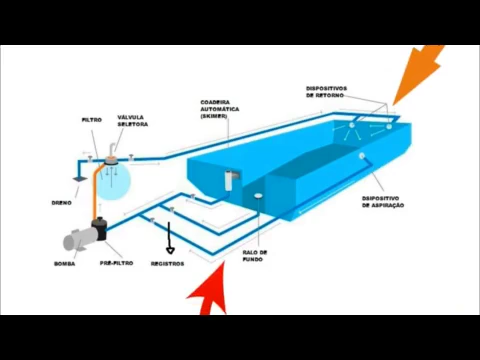 DISPOSITIVOS
DE RETORNO
COADEIRA
AUTOMÁTICA
(SKIMER)
VÁLVULA
SELETORA
FILTRO
DRENO
DSIPOSITIVO
DE ASPIRAÇÃO
RALO DE
FUNDO
BOMBA
PRÉ-FILTRO
REGISTROS